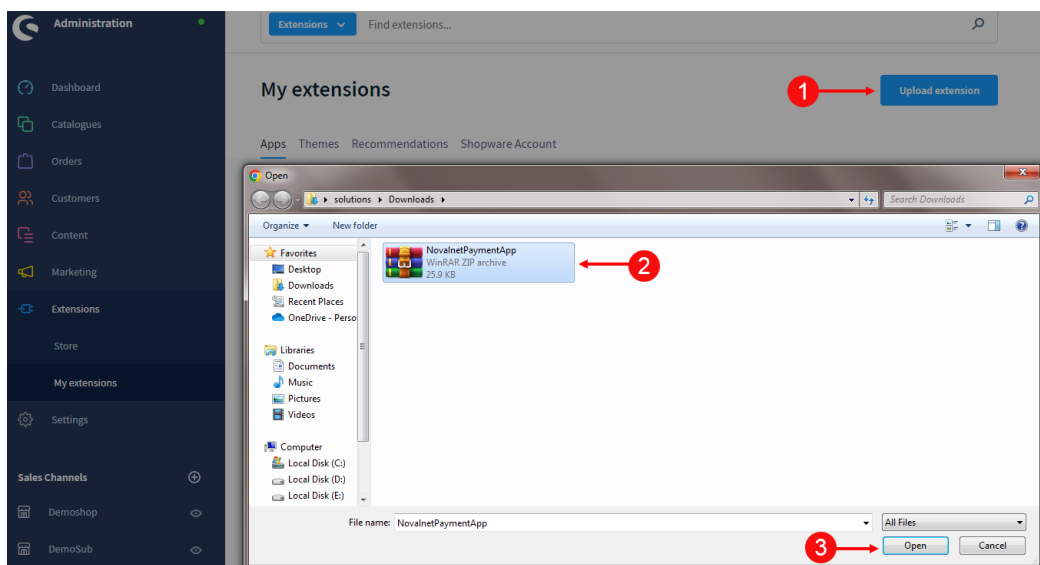 Administration
Dashboard
Catalogues
Orders
Customers
Content
Marketing
Extensions
Store
My extensions
Settings
Sales Channels
Demoshop
DemoSub
Extensions
Find extensions...
My extensions
1
Upload extension
Apps Themes Recommendations Shopware Account
Open
x
solutions Downloads
Search Downloads
Organize New folder
Favorites
Desktop
Downloads
Recent Places
OneDrive - Perso
Libraries
Documents
Music
Pictures
Videos
Computer
Local Disk (C:)
Local Disk (D:)
Local Disk (E:)
NovalnetPaymentApp
WinRAR ZIP archive
25.9 KB
2
File name: NovalnetPaymentApp
All Files
3
Open Cancel